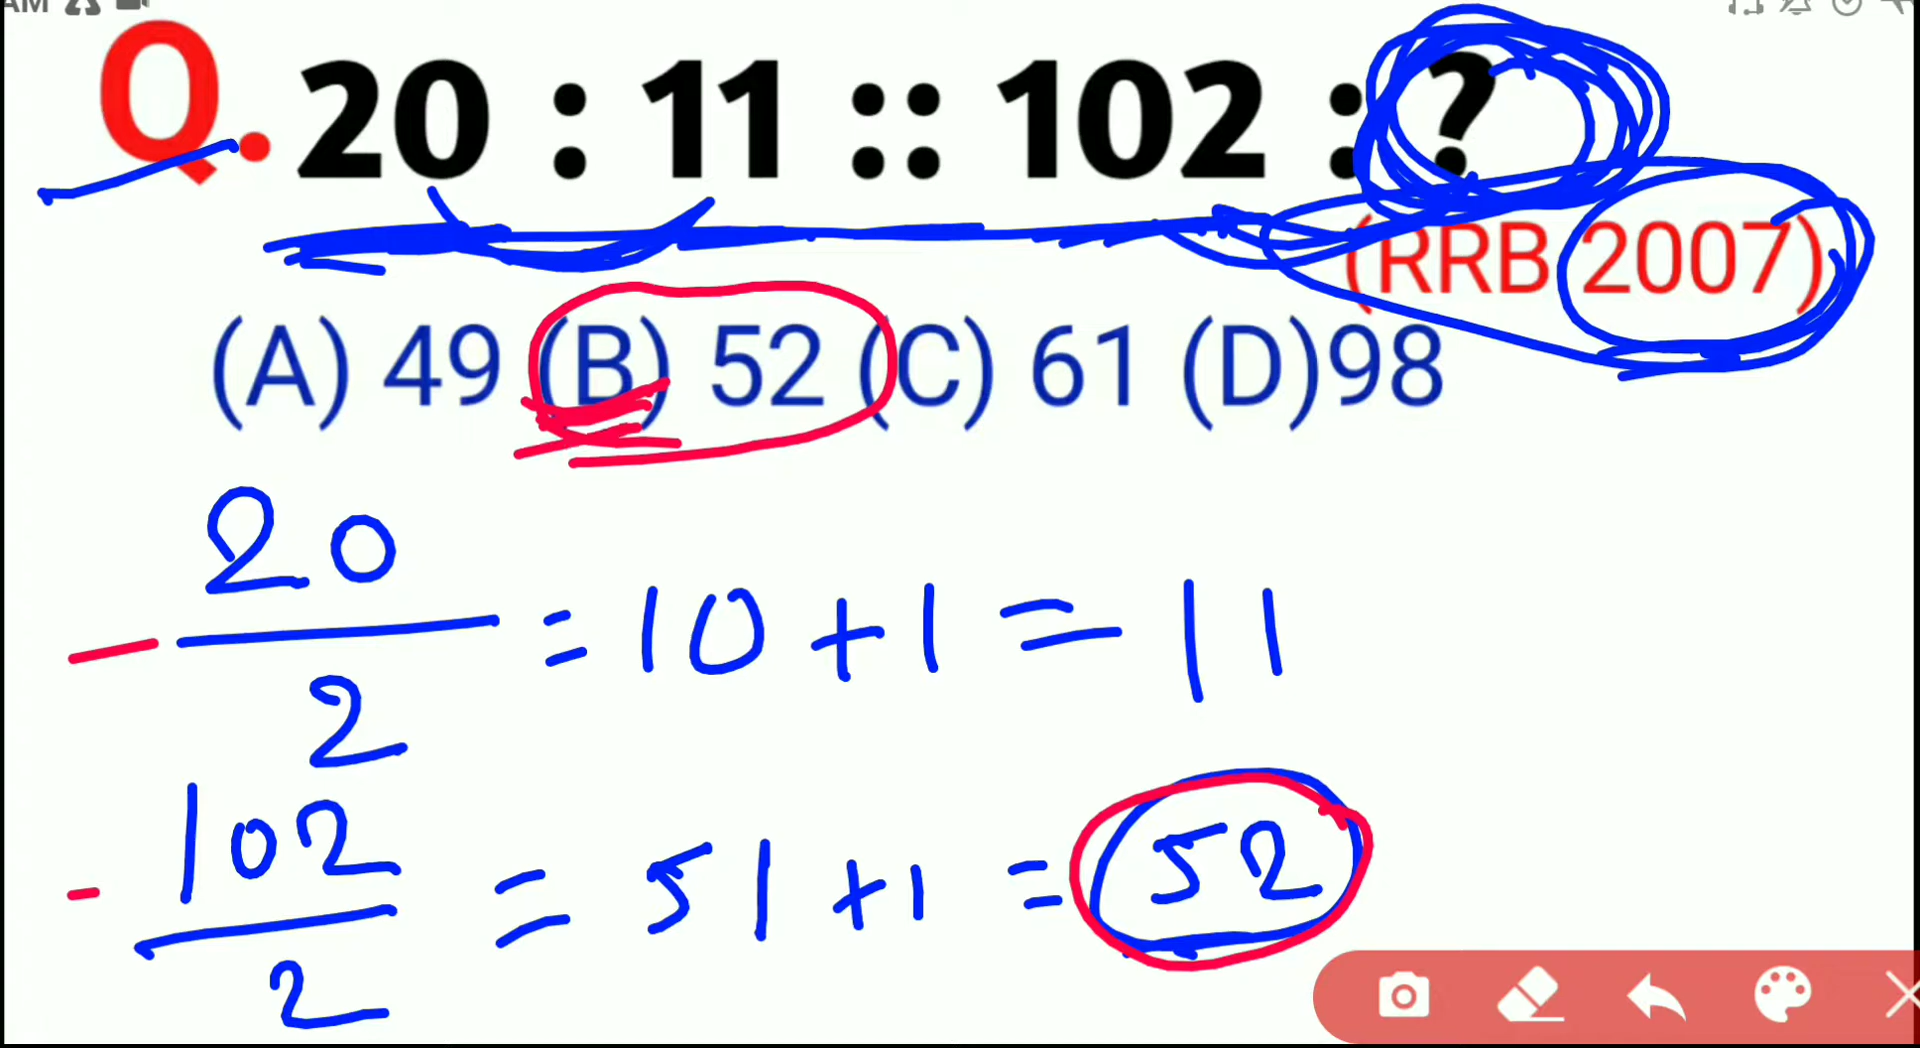 AM
Q. 20 : 11 :: 102 : ?
(RRB 2007)
(A) 49 (B) 52 (C) 61 (D)98
20/2 = 10 + 1 = 11
102/2 = 51 + 1 = 52